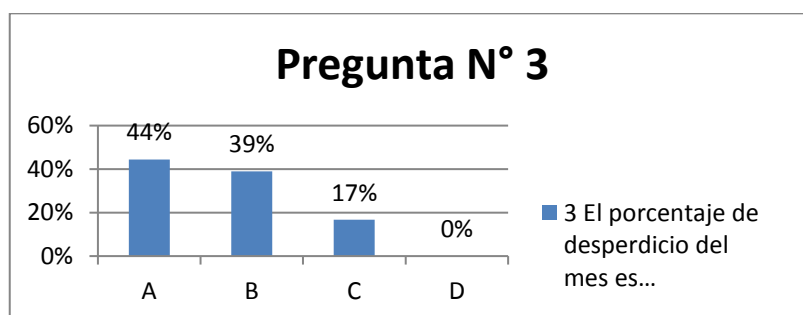 Pregunta N° 3
60%
40%
20%
0%
44%
39%
17%
0%
A
B
C
D
3 El porcentaje de
desperdicio del
mes es...